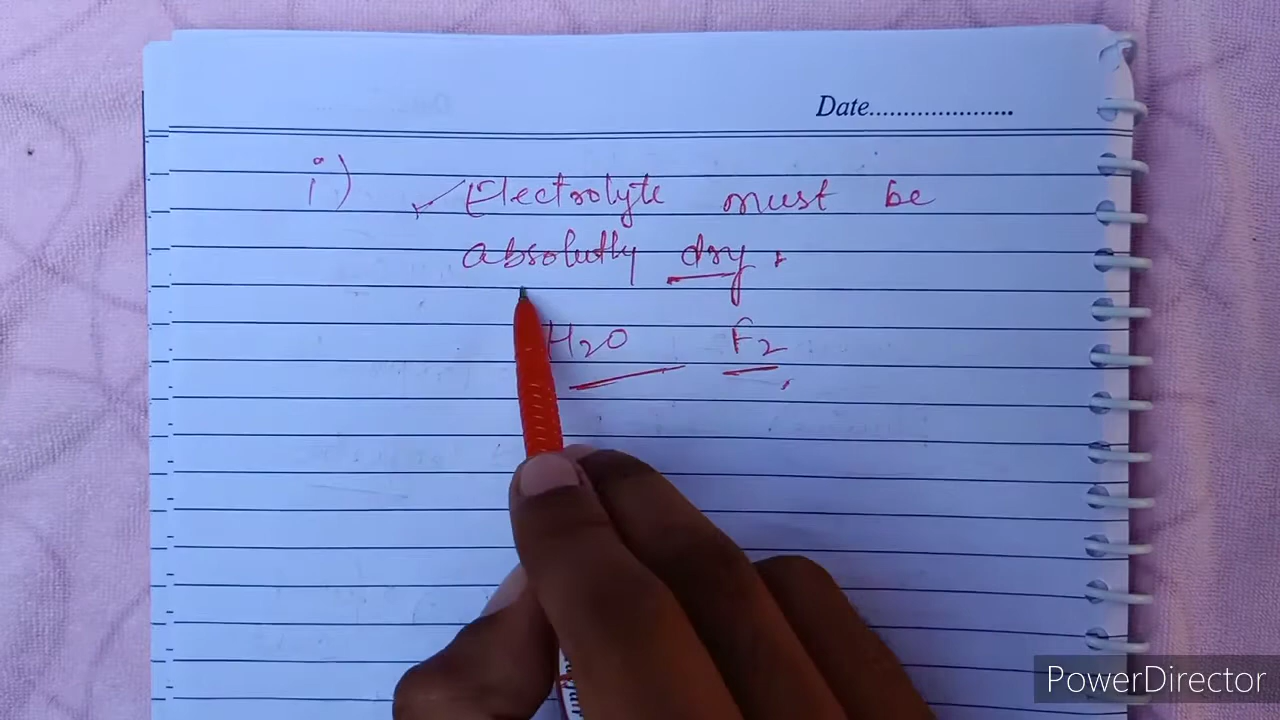 Date.....................
i) Electrolyte must be
absolutly dry.
H2O F2
PowerDirector